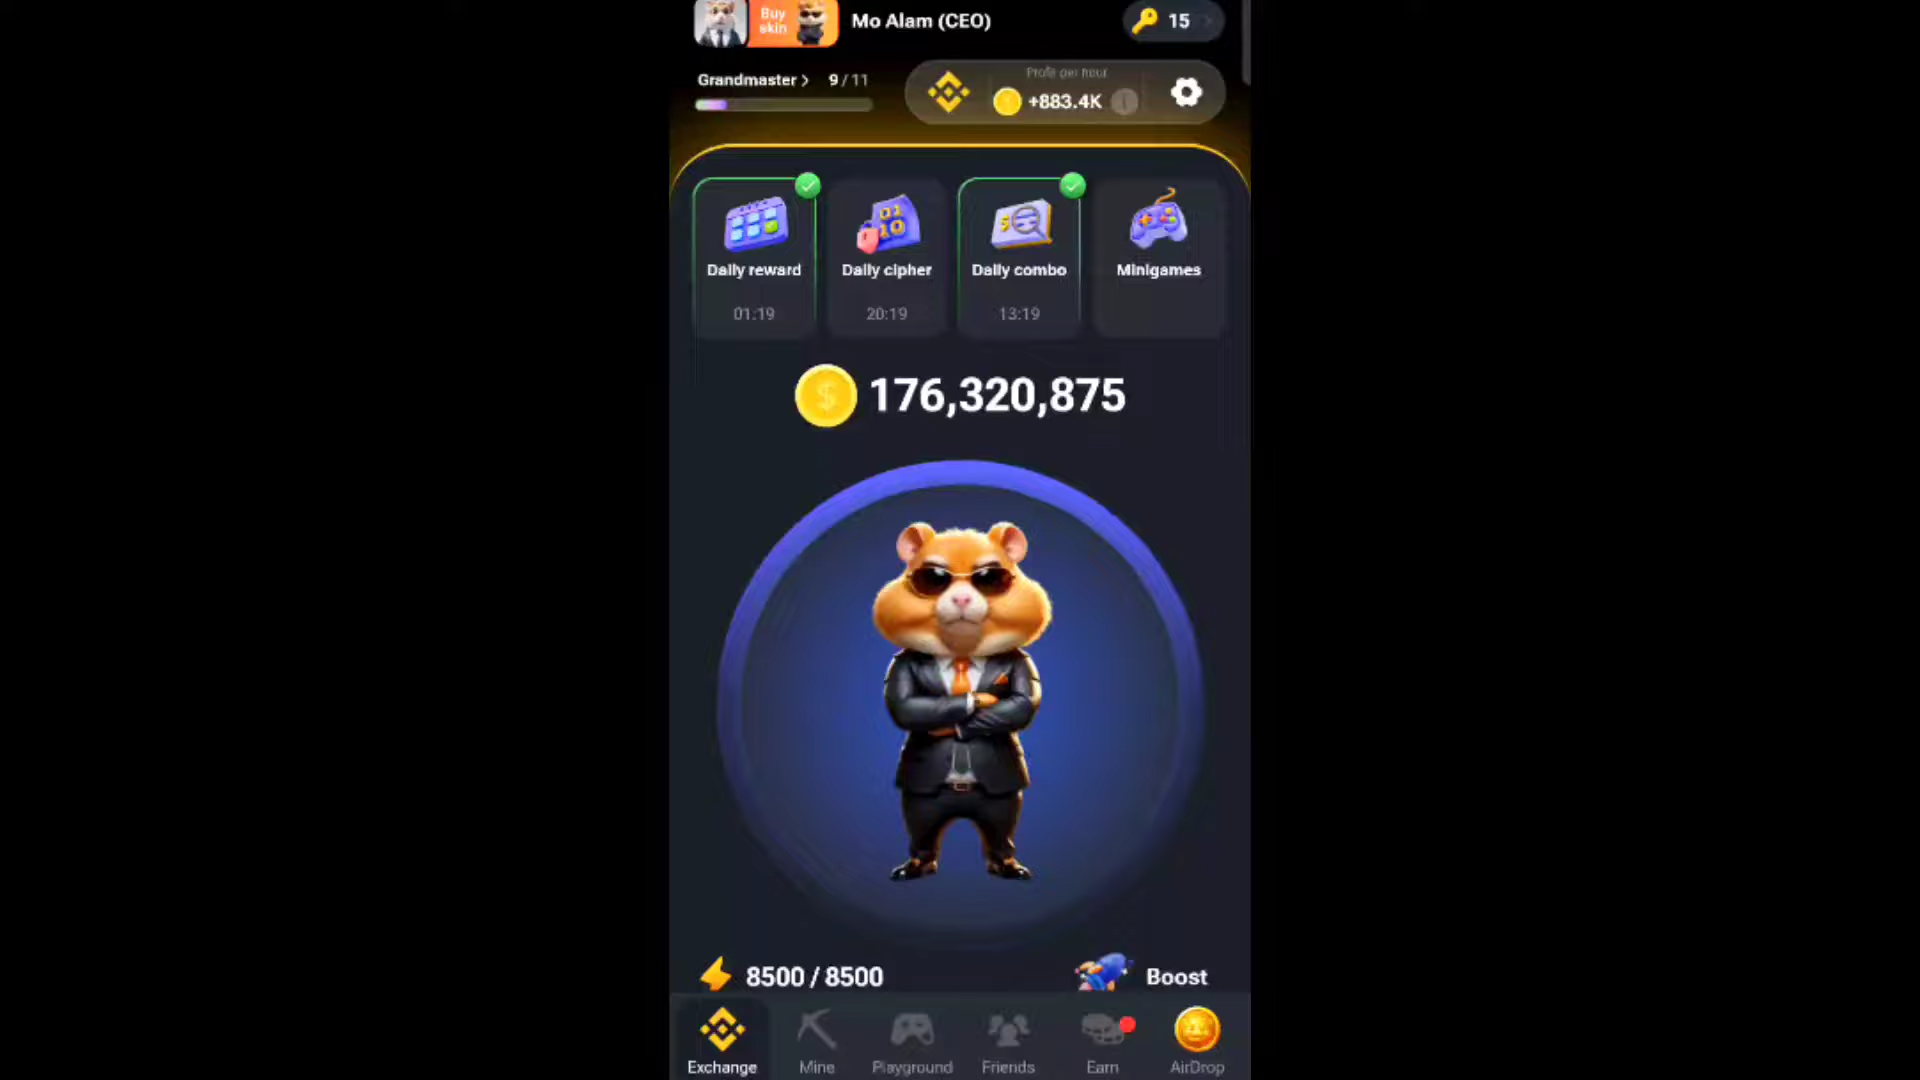 Buy
skin
Mo Alam (CEO)
15
Grandmaster
9 / 11
Profit per hour
+883.4K
Daily reward
01:19
Daily cipher
20:19
Daily combo
13:19
Minigames
176,320,875
8500 / 8500
Boost
Exchange
Mine
Playground
Friends
Earn
AirDrop